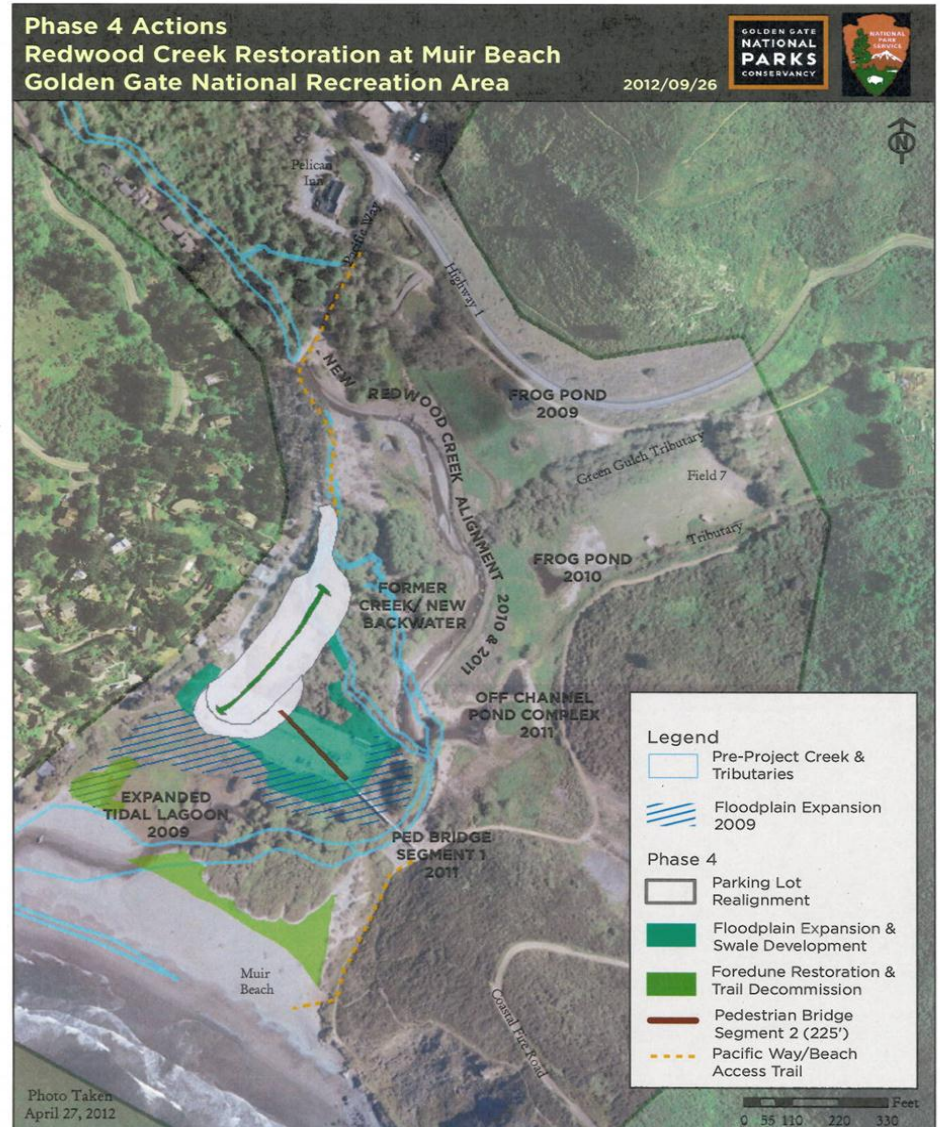 Phase 4 Actions
Redwood Creek Restoration at Muir Beach
Golden Gate National Recreation Area
2012/09/26
GOLDEN GATE
NATIONAL
PARKS
CONSERVANCY
NATIONAL
PARK
SERVICE
N
Pelican
Inn
Pacific Way
Highway 1
NEW REDWOOD CREEK ALIGNMENT 2010 & 2011
FROG POND
2009
Green Gulch Tributary
Field 7
Tributary
FROG POND
2010
FORMER
CREEK/ NEW
BACKWATER
OFF CHANNEL
POND COMPLEX
2011
EXPANDED
TIDAL LAGOON
2009
PED BRIDGE
SEGMENT 1
2011
Muir
Beach
Coastal Fire Road
Legend
Pre-Project Creek &
Tributaries
Floodplain Expansion
2009
Phase 4
Parking Lot
Realignment
Floodplain Expansion &
Swale Development
Foredune Restoration &
Trail Decommission
Pedestrian Bridge
Segment 2 (225')
Pacific Way/Beach
Access Trail
Photo Taken
April 27, 2012
Feet
0 55 110 220 330